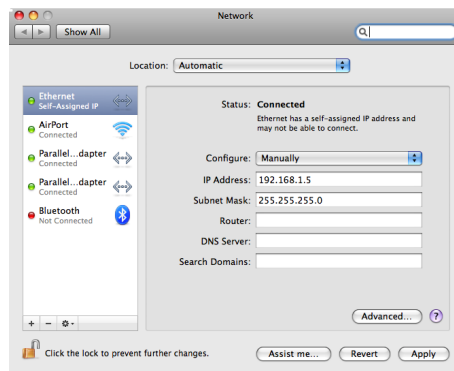 Network
Show All
Location: Automatic
Ethernet
Self-Assigned IP
AirPort
Connected
Parallel...dapter
Connected
Parallel...dapter
Connected
Bluetooth
Not Connected
Status: Connected
Ethernet has a self-assigned IP address and
may not be able to connect.
Configure: Manually
IP Address: 192.168.1.5
Subnet Mask: 255.255.255.0
Router:
DNS Server:
Search Domains:
Advanced... ?
Click the lock to prevent further changes.
Assist me... Revert Apply